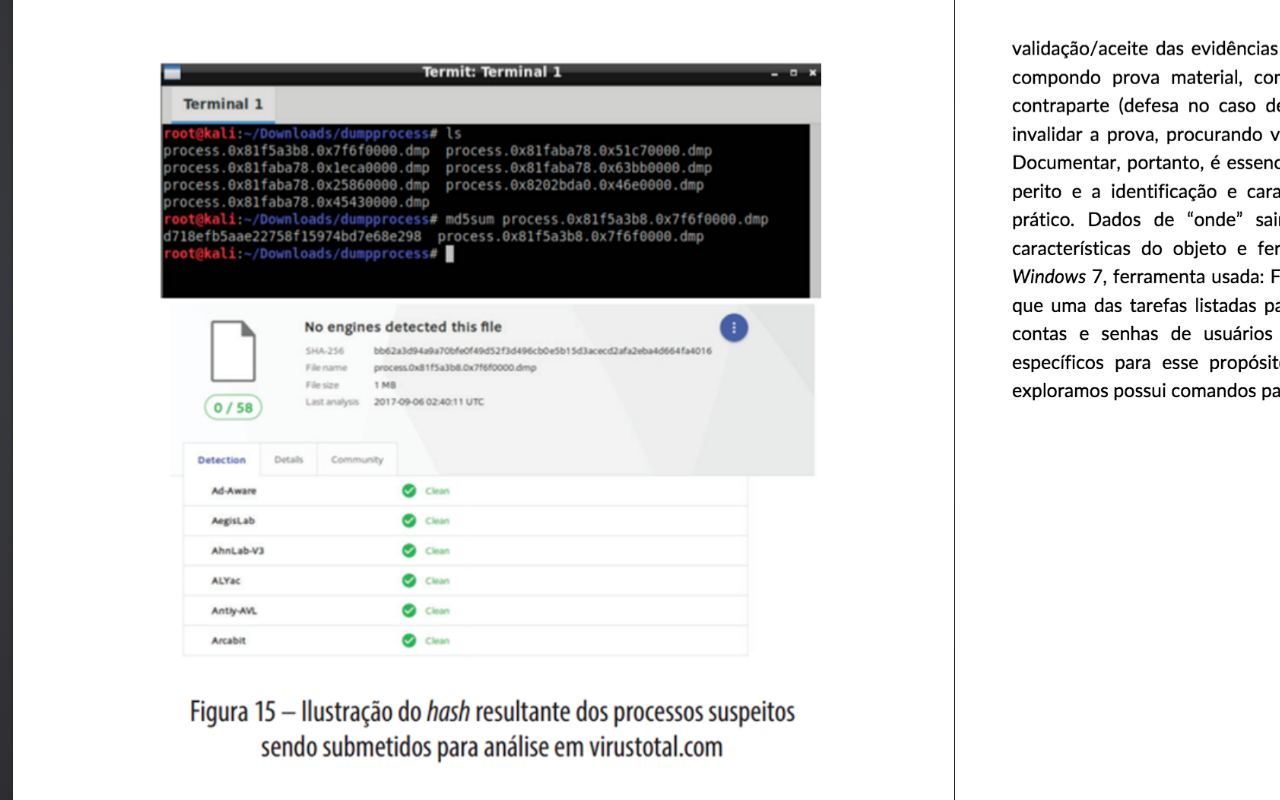 Termit: Terminal 1
Terminal 1
root@kali:~/Downloads/dumpprocess# ls
process.0x81f5a3b8.0x7f6f0000.dmp process.0x81faba78.0x51c70000.dmp
process.0x81faba78.0x1eca0000.dmp process.0x81faba78.0x63bb0000.dmp
process.0x81faba78.0x25860000.dmp process.0x8202bda0.0x46e0000.dmp
process.0x81faba78.0x45430000.dmp
root@kali:~/Downloads/dumpprocess# md5sum process.0x81f5a3b8.0x7f6f0000.dmp
d718efb5aae22758f15974bd7e68e298 process.0x81f5a3b8.0x7f6f0000.dmp
root@kali:~/Downloads/dumpprocess#
No engines detected this file
SHA-256 bb62a3d94a9a70bfe0f49d52f3d496cb0e5b15d3acecd2afa2eba4d664fa4016
File name process.0x81f5a3b8.0x7f6f0000.dmp
File size 1 MB
Last analysis 2017-09-06 02:40:11 UTC
0 / 58
Detection Details Community
Ad-Aware Clean
AegisLab Clean
AhnLab-V3 Clean
ALYac Clean
Antiy-AVL Clean
Arcabit Clean
Figura 15 – Ilustração do hash resultante dos processos suspeitos
sendo submetidos para análise em virustotal.com
validação/aceite das evidências
compondo prova material, con
contraparte (defesa no caso de
invalidar a prova, procurando v
Documentar, portanto, é essenc
perito e a identificação e cara
prático. Dados de “onde” sair
características do objeto e fer
Windows 7, ferramenta usada: F
que uma das tarefas listadas pa
contas e senhas de usuários
específicos para esse propósito
exploramos possui comandos pa